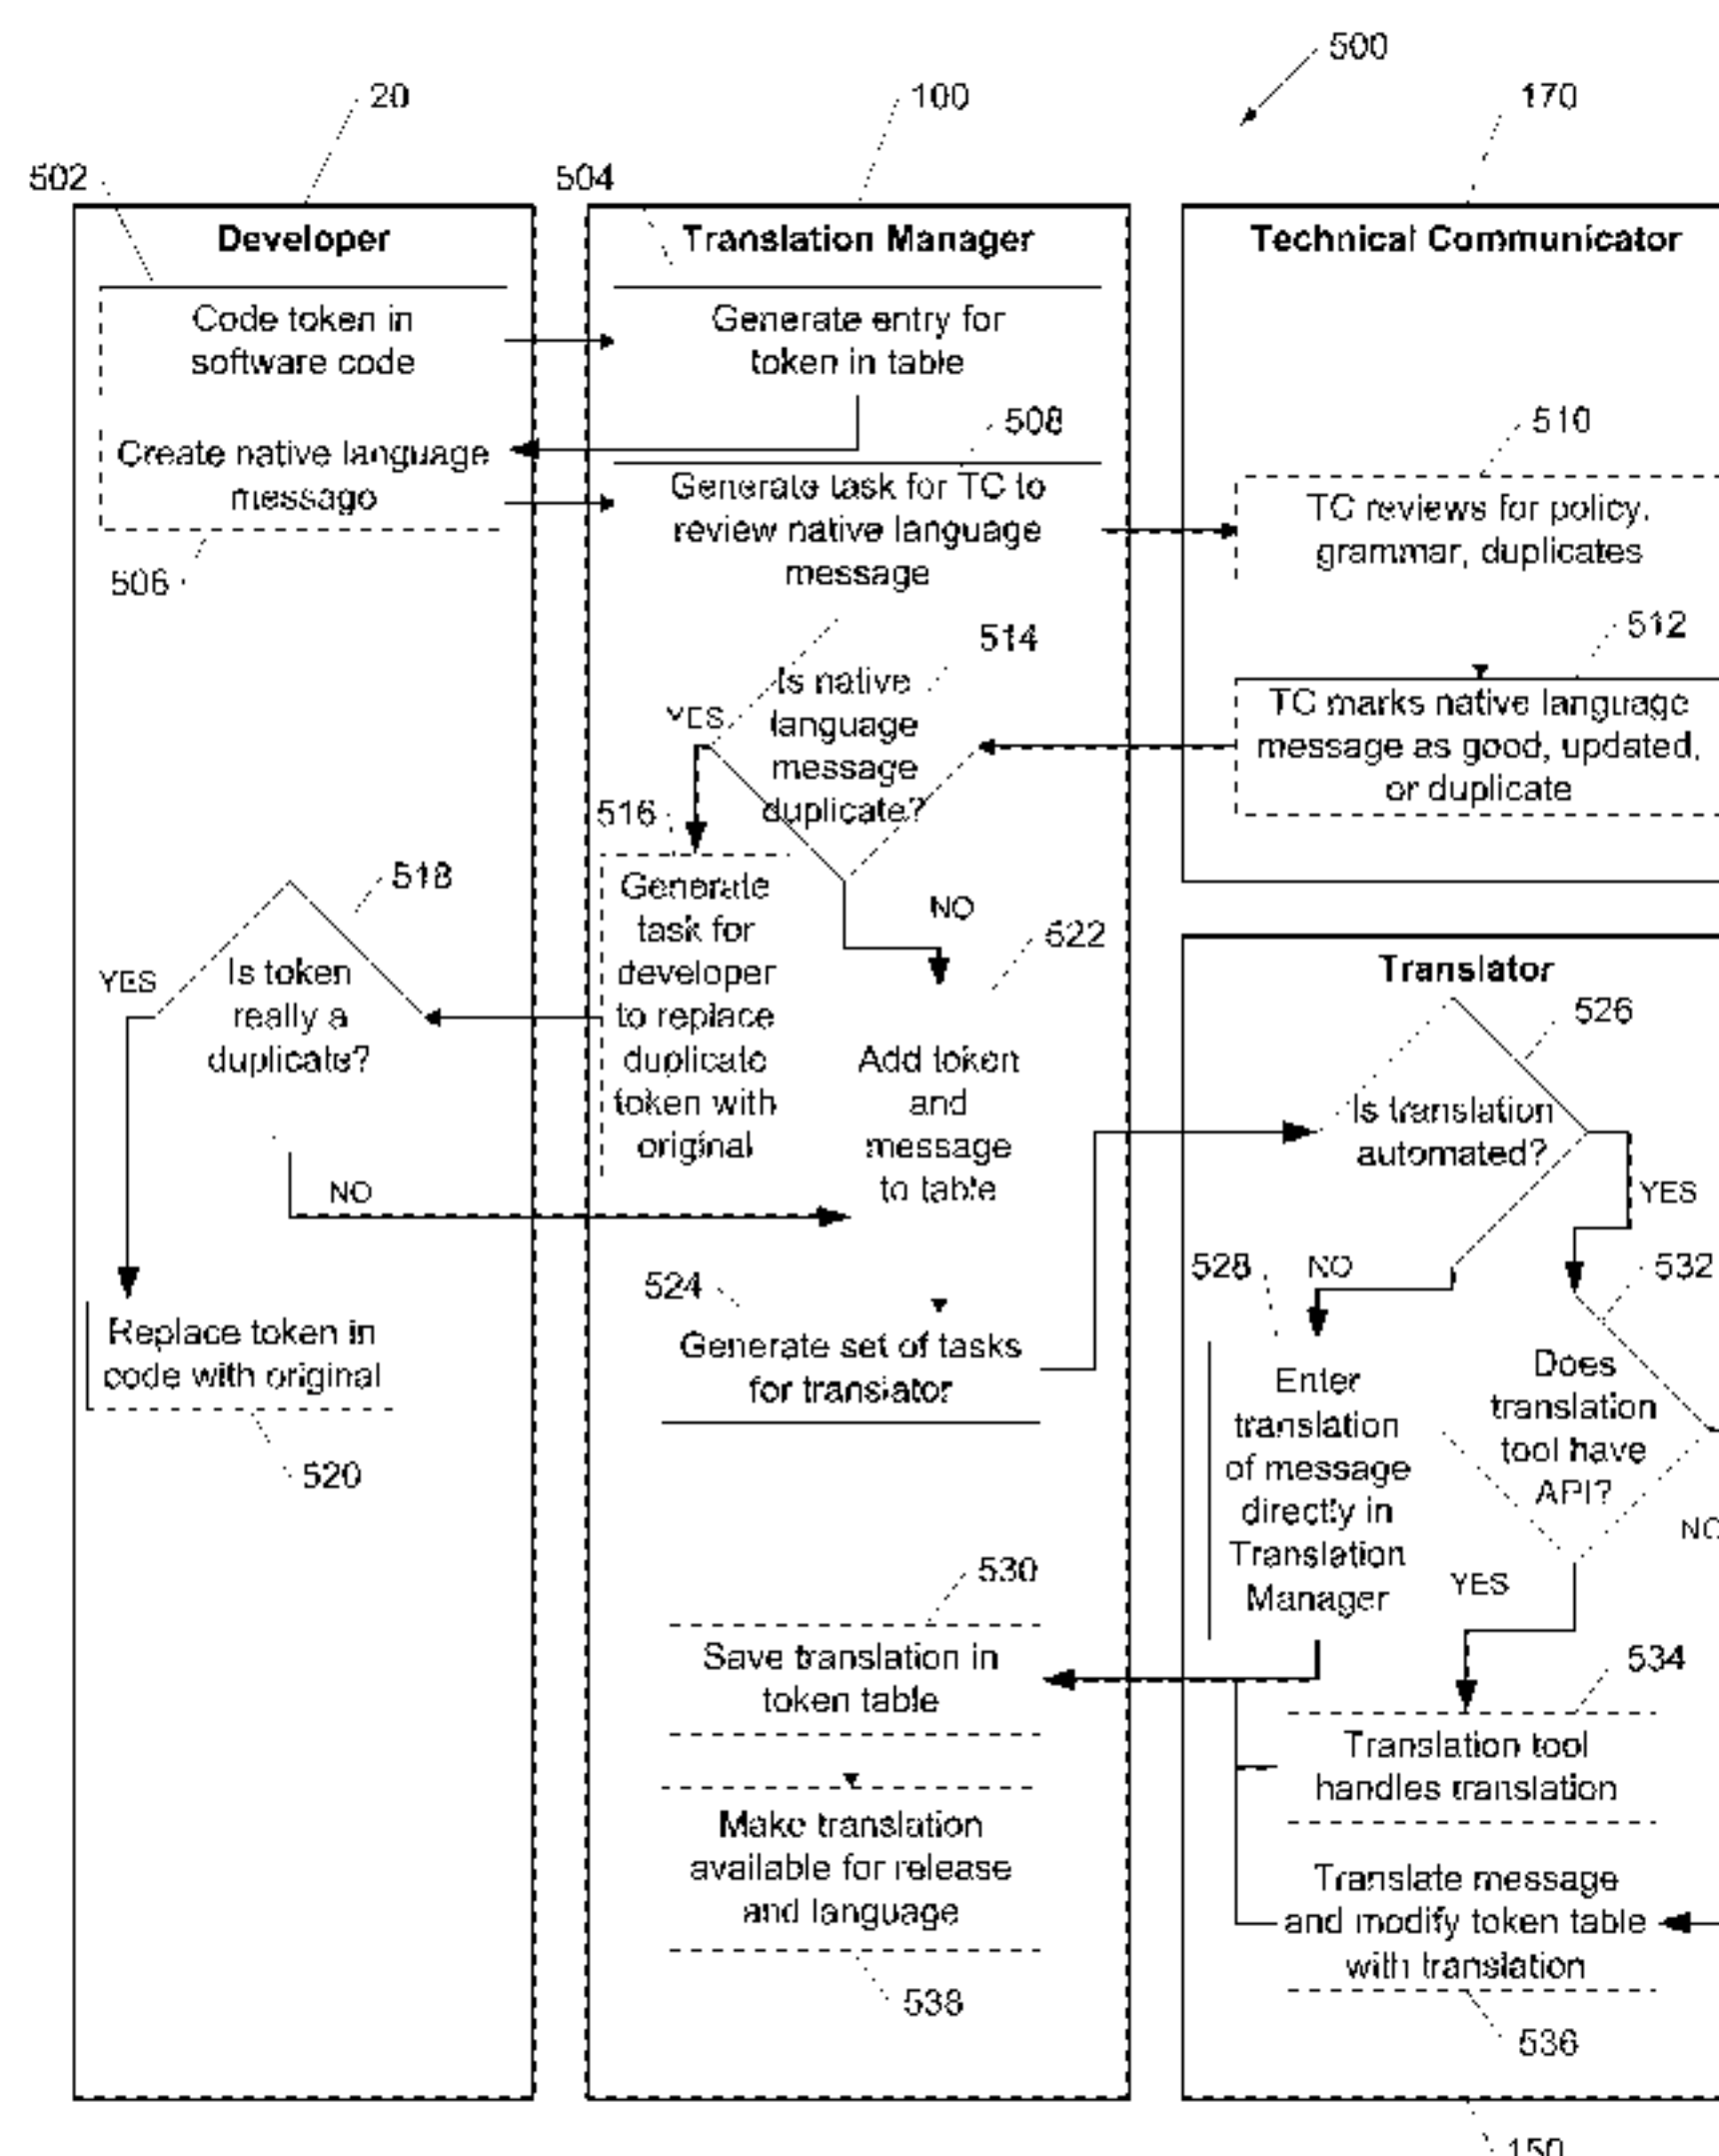 500
20
100
170
502
504
Developer
Translation Manager
Technical Communicator
Code token in
software code
Generate entry for
token in table
508
510
Create native language
message
506
Generate task for TC to
review native language
message
TC reviews for policy,
grammar, duplicates
512
514
Is native
language
message
duplicate?
YES
NO
TC marks native language
message as good, updated,
or duplicate
516
Generate
task for
developer
to replace
duplicate
token with
original
518
Is token
really a
duplicate?
YES
NO
522
Add token
and
message
to table
Translator
526
Is translation
automated?
YES
NO
Replace token in
code with original
520
524
Generate set of tasks
for translator
528
Enter
translation
of message
directly in
Translation
Manager
532
Does
translation
tool have
API?
NO
YES
530
Save translation in
token table
534
Translation tool
handles translation
Make translation
available for release
and language
538
Translate message
and modify token table
with translation
536
150